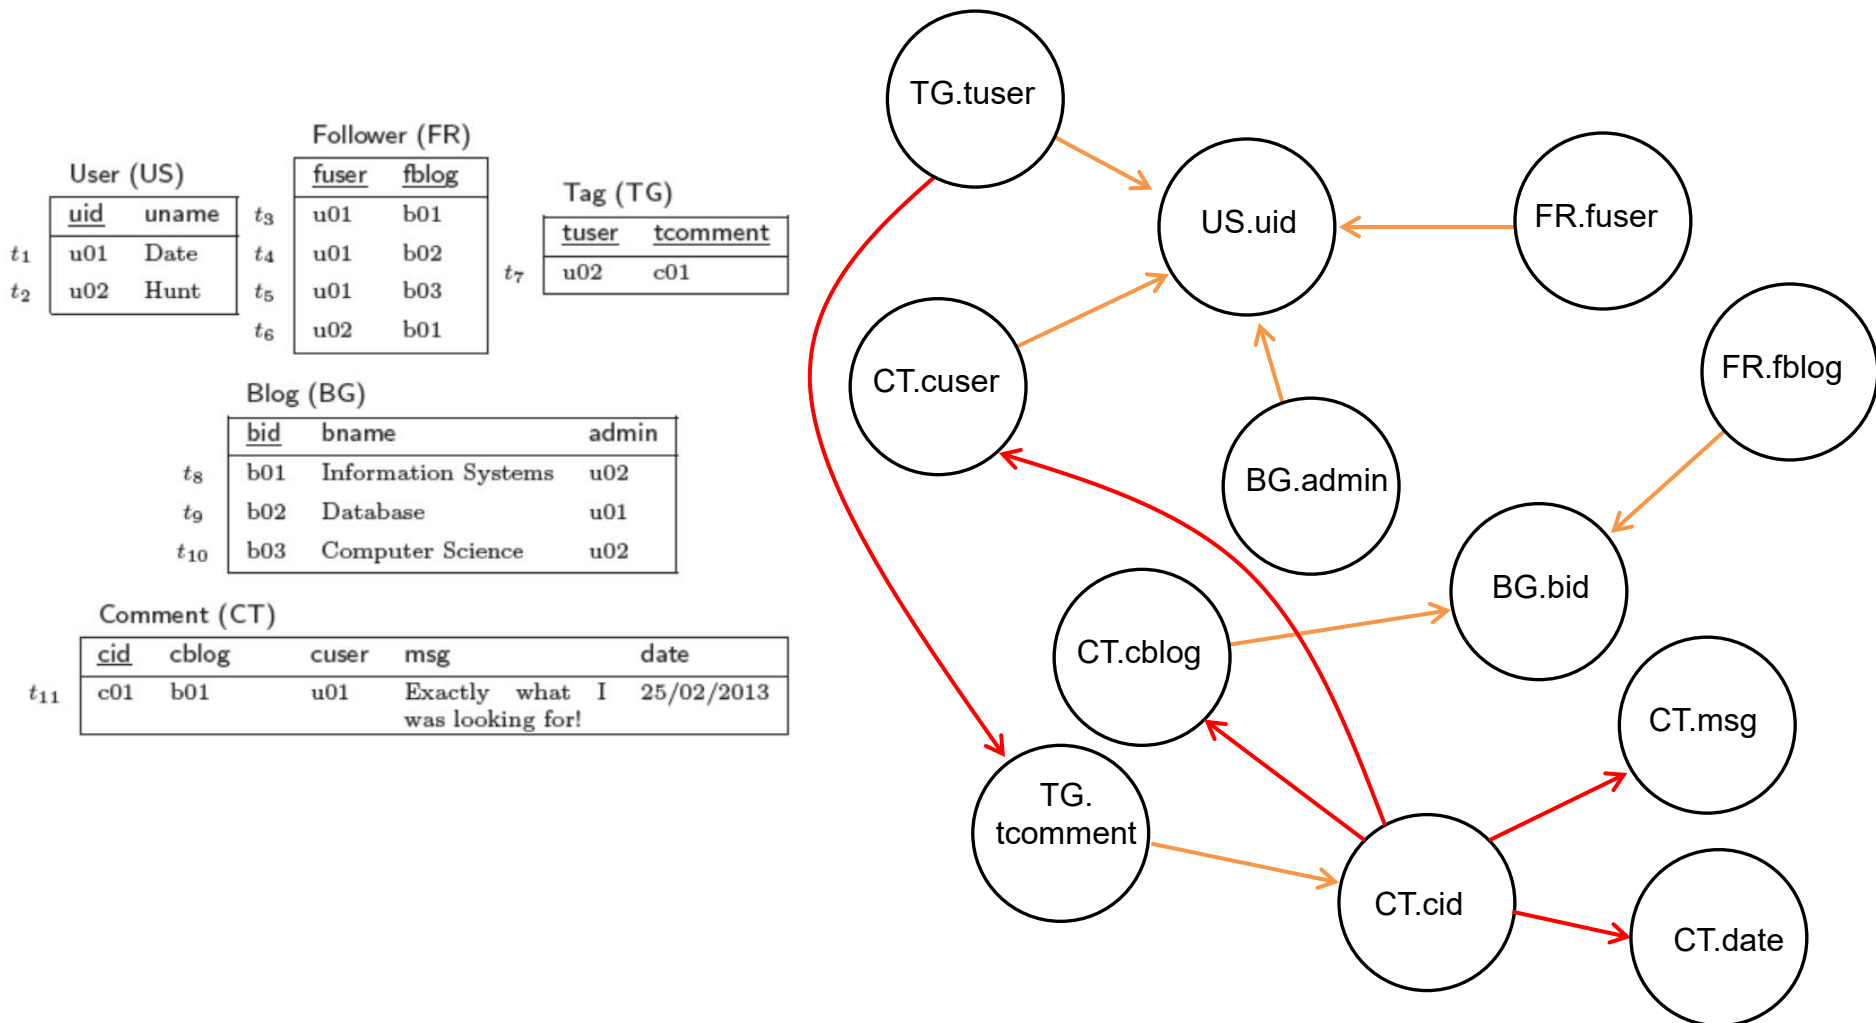 User (US)
uid uname
t1 u01 Date
t2 u02 Hunt
Follower (FR)
fuser fblog
t3 u01 b01
t4 u01 b02
t5 u01 b03
t6 u02 b01
Tag (TG)
tuser tcomment
t7 u02 c01
Blog (BG)
bid bname admin
t8 b01 Information Systems u02
t9 b02 Database u01
t10 b03 Computer Science u02
Comment (CT)
cid cblog cuser msg date
t11 c01 b01 u01 Exactly what I 25/02/2013
was looking for!
TG.tuser
US.uid
FR.fuser
CT.cuser
FR.fblog
BG.admin
BG.bid
CT.cblog
CT.msg
TG.
tcomment
CT.cid
CT.date